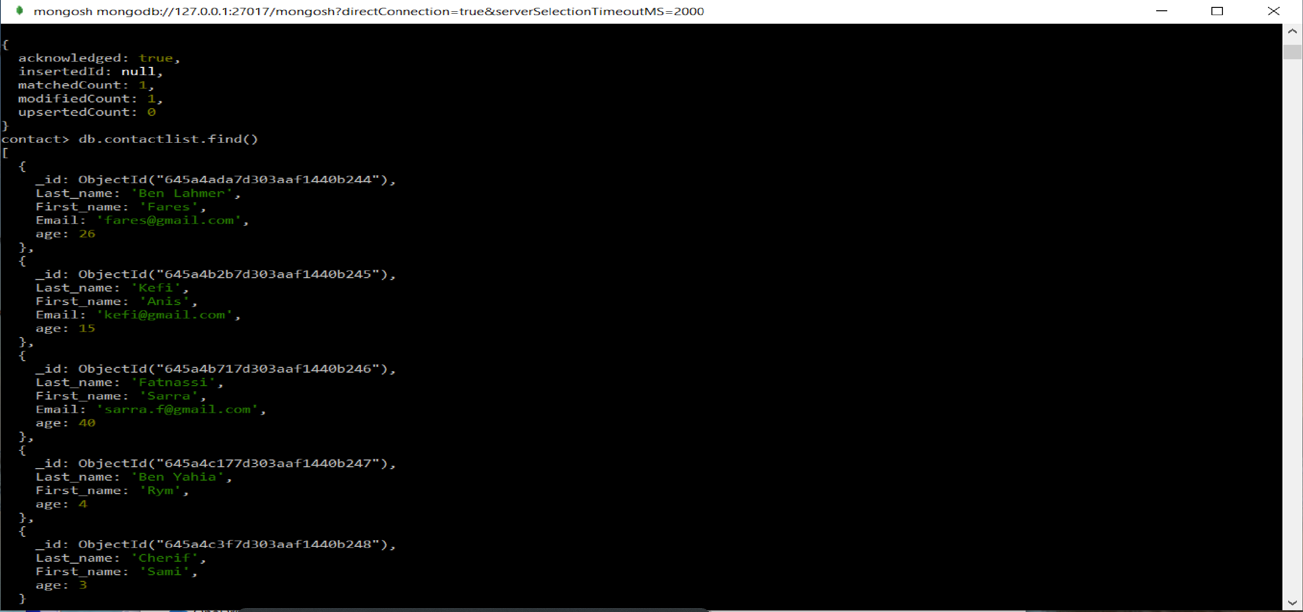 mongosh mongodb://127.0.0.1:27017/mongosh?directConnection=true&serverSelectionTimeoutMS=2000
{
  acknowledged: true,
  insertedId: null,
  matchedCount: 1,
  modifiedCount: 1,
  upsertedCount: 0
}
contact> db.contactlist.find()
[
  {
    _id: ObjectId("645a4ada7d303aaf1440b244"),
    Last_name: 'Ben Lahmer',
    First_name: 'Fares',
    Email: 'fares@gmail.com',
    age: 26
  },
  {
    _id: ObjectId("645a4b2b7d303aaf1440b245"),
    Last_name: 'Kefi',
    First_name: 'Anis',
    Email: 'kefi@gmail.com',
    age: 15
  },
  {
    _id: ObjectId("645a4b717d303aaf1440b246"),
    Last_name: 'Fatnassi',
    First_name: 'Sarra',
    Email: 'sarra.f@gmail.com',
    age: 40
  },
  {
    _id: ObjectId("645a4c177d303aaf1440b247"),
    Last_name: 'Ben Yahia',
    First_name: 'Rym',
    age: 4
  },
  {
    _id: ObjectId("645a4c3f7d303aaf1440b248"),
    Last_name: 'Cherif',
    First_name: 'Sami',
    age: 3
  }